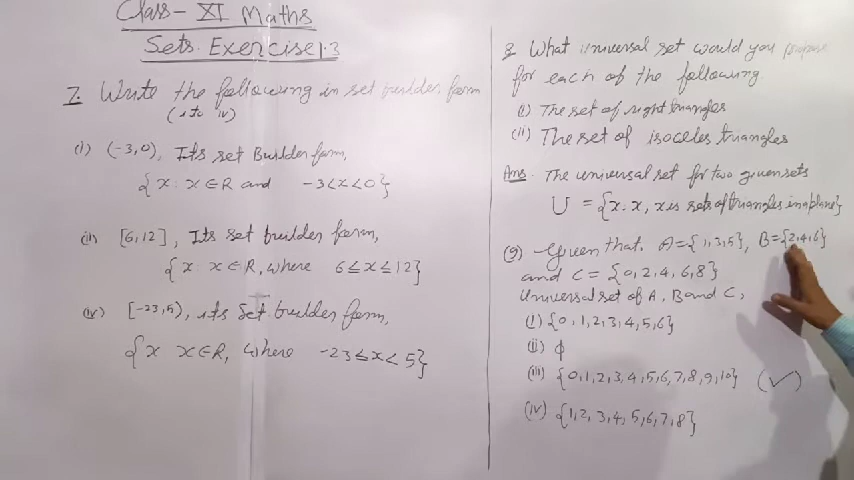 Class- XI Maths
Sets Exercise 1.3
7. Write the following in set builder form
(i to iv)
(i) (-3,0), Its set Builder form,
{x: x∈R and -3<x<0}
(ii) [6,12], Its set builder form,
{x: x∈R, where 6≤x≤12}
(iv) [-23,5), its Set builder form,
{x x∈R, where -23≤x<5}
8. What universal set would you propose
for each of the following.
(i) The set of right triangles
(ii) The set of isoceles triangles
Ans. The universal set for two given sets
U = {x: x, x is sets of triangles in a plane}
(9) Given that. A={1,3,5}, B={2,4,6}
and C = {0,2,4,6,8}
Universal set of A, B and C,
(i) {0,1,2,3,4,5,6}
(ii) ϕ
(iii) {0,1,2,3,4,5,6,7,8,9,10} (✓)
(iv) {1,2,3,4,5,6,7,8}